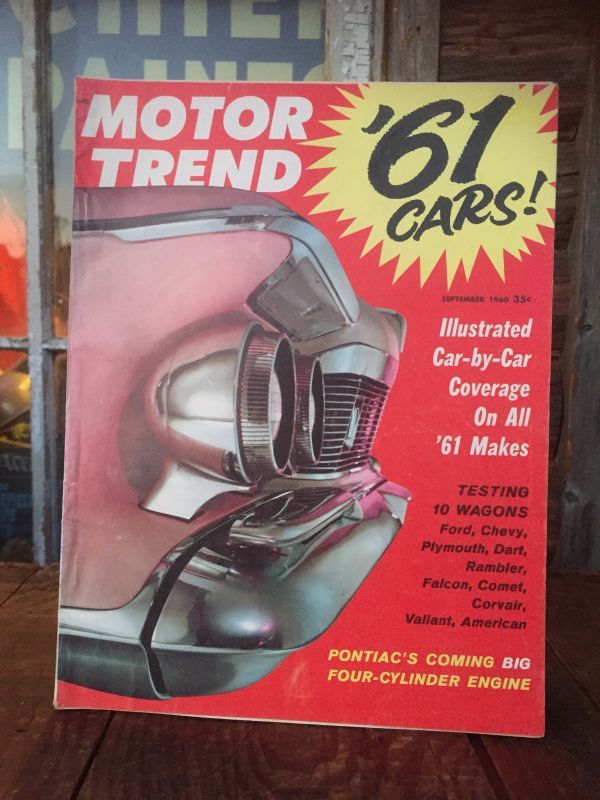 MOTOR
TREND
'61
CARS!
SEPTEMBER 1960 35¢
Illustrated
Car-by-Car
Coverage
On All
'61 Makes
TESTING
10 WAGONS
Ford, Chevy,
Plymouth, Dart,
Rambler,
Falcon, Comet,
Corvair,
Valiant, American
PONTIAC'S COMING BIG
FOUR-CYLINDER ENGINE